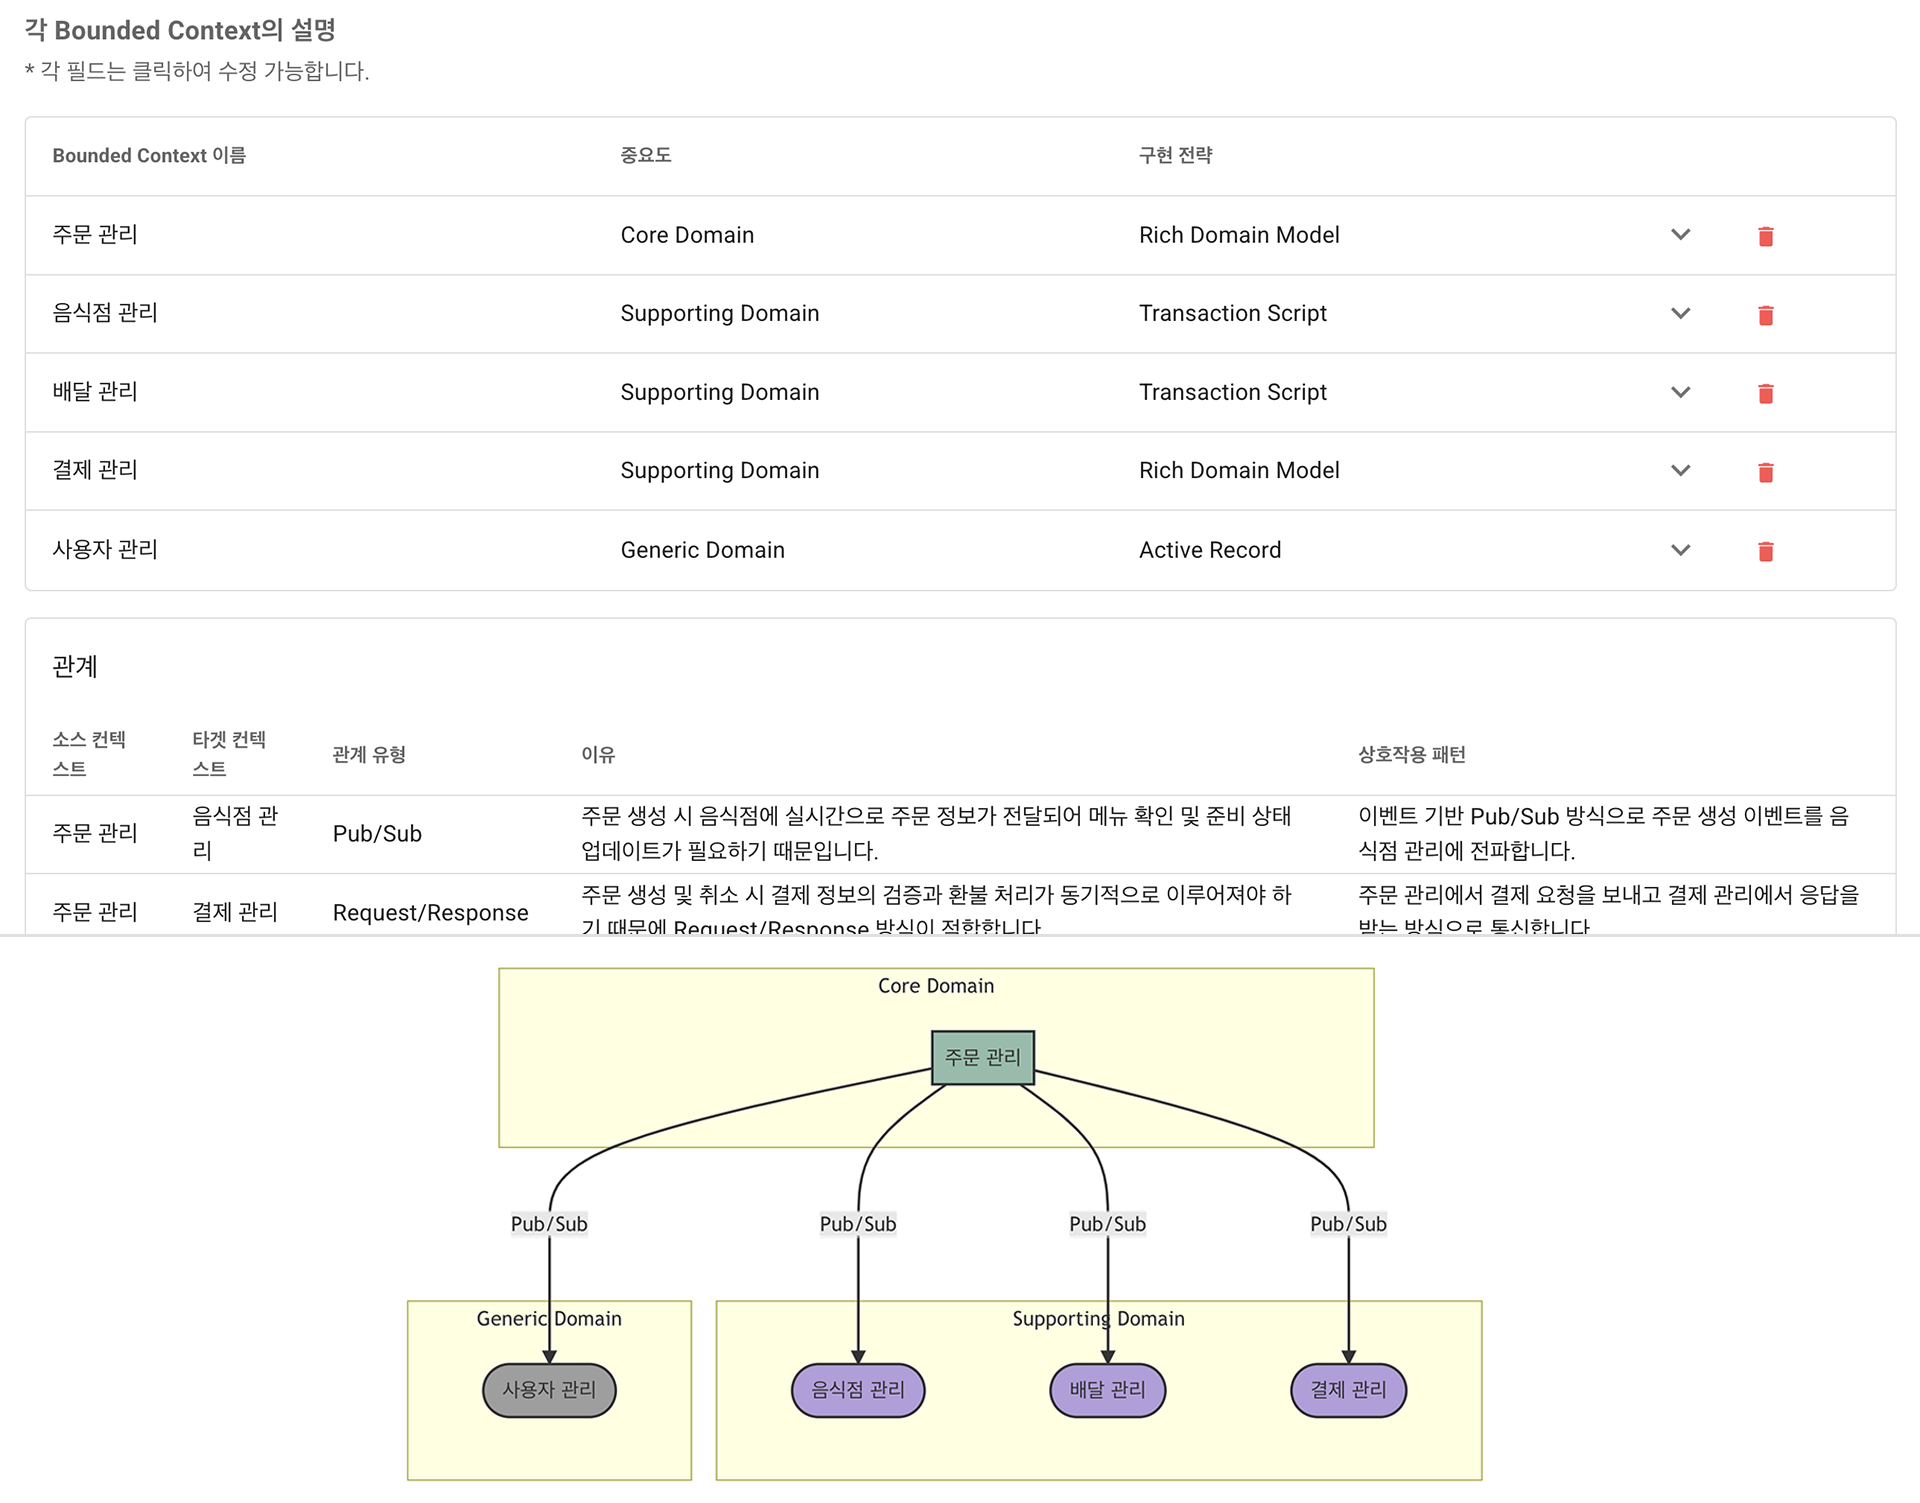 각 Bounded Context의 설명
* 각 필드는 클릭하여 수정 가능합니다.
Bounded Context 이름 중요도 구현 전략
주문 관리 Core Domain Rich Domain Model
음식점 관리 Supporting Domain Transaction Script
배달 관리 Supporting Domain Transaction Script
결제 관리 Supporting Domain Rich Domain Model
사용자 관리 Generic Domain Active Record
관계
소스 컨텍
스트
타겟 컨텍
스트
관계 유형
이유
상호작용 패턴
주문 관리
음식점 관
리
Pub/Sub
주문 생성 시 음식점에 실시간으로 주문 정보가 전달되어 메뉴 확인 및 준비 상태
업데이트가 필요하기 때문입니다.
이벤트 기반 Pub/Sub 방식으로 주문 생성 이벤트를 음
식점 관리에 전파합니다.
주문 관리
결제 관리
Request/Response
주문 생성 및 취소 시 결제 정보의 검증과 환불 처리가 동기적으로 이루어져야 하
기 때문에 Request/Response 방식이 적합합니다
주문 관리에서 결제 요청을 보내고 결제 관리에서 응답을
받는 방식으로 통신합니다
Core Domain
주문 관리
Pub/Sub Pub/Sub Pub/Sub Pub/Sub
Generic Domain Supporting Domain
사용자 관리 음식점 관리 배달 관리 결제 관리